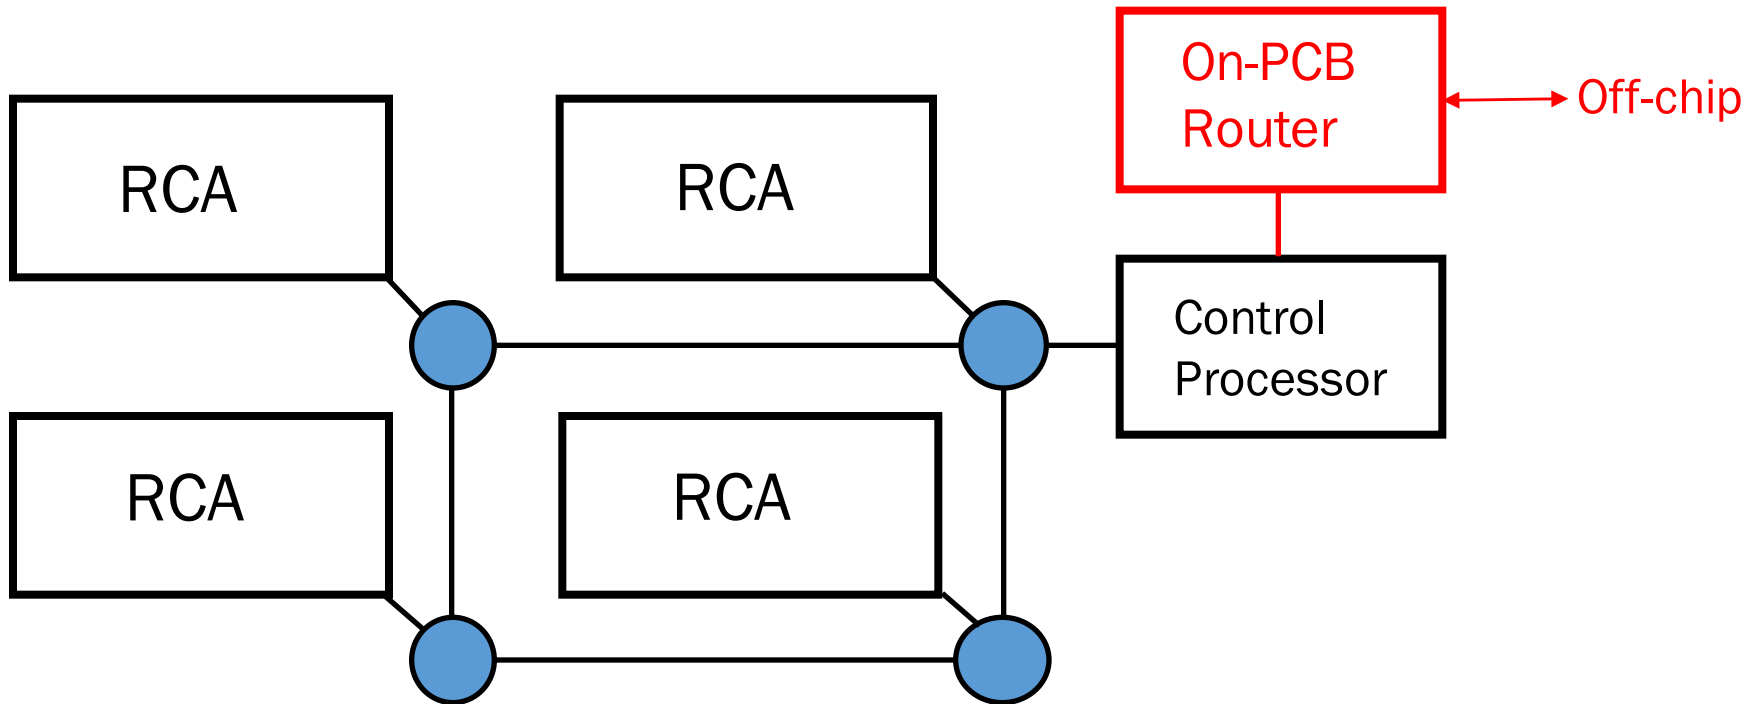 On-PCB
Router
Off-chip
RCA
RCA
Control
Processor
RCA
RCA